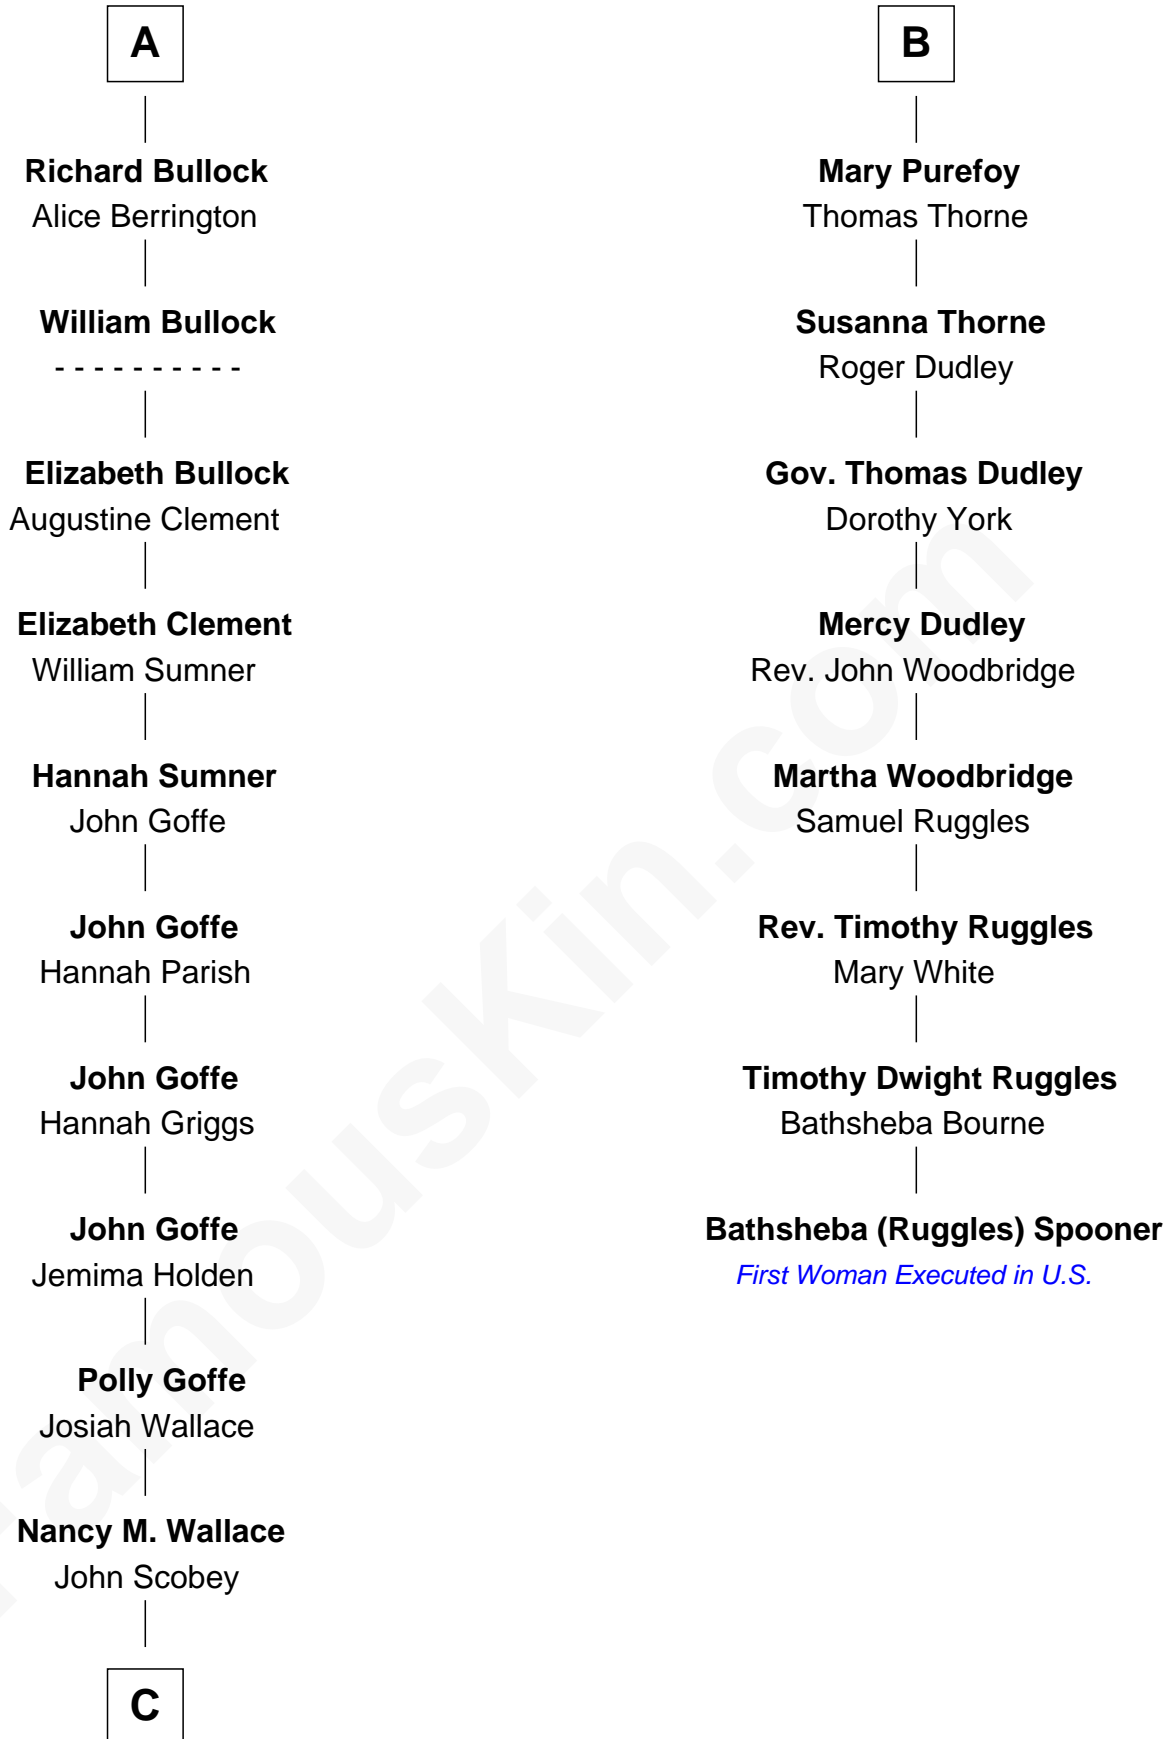 A
Richard Bullock
Alice Berrington
William Bullock
- - - - - - - - - -
Elizabeth Bullock
Augustine Clement
Elizabeth Clement
William Sumner
Hannah Sumner
John Goffe
John Goffe
Hannah Parish
John Goffe
Hannah Griggs
John Goffe
Jemima Holden
Polly Goffe
Josiah Wallace
Nancy M. Wallace
John Scobey
C
B
Mary Purefoy
Thomas Thorne
Susanna Thorne
Roger Dudley
Gov. Thomas Dudley
Dorothy York
Mercy Dudley
Rev. John Woodbridge
Martha Woodbridge
Samuel Ruggles
Rev. Timothy Ruggles
Mary White
Timothy Dwight Ruggles
Bathsheba Bourne
Bathsheba (Ruggles) Spooner
First Woman Executed in U.S.
FamousKin.com